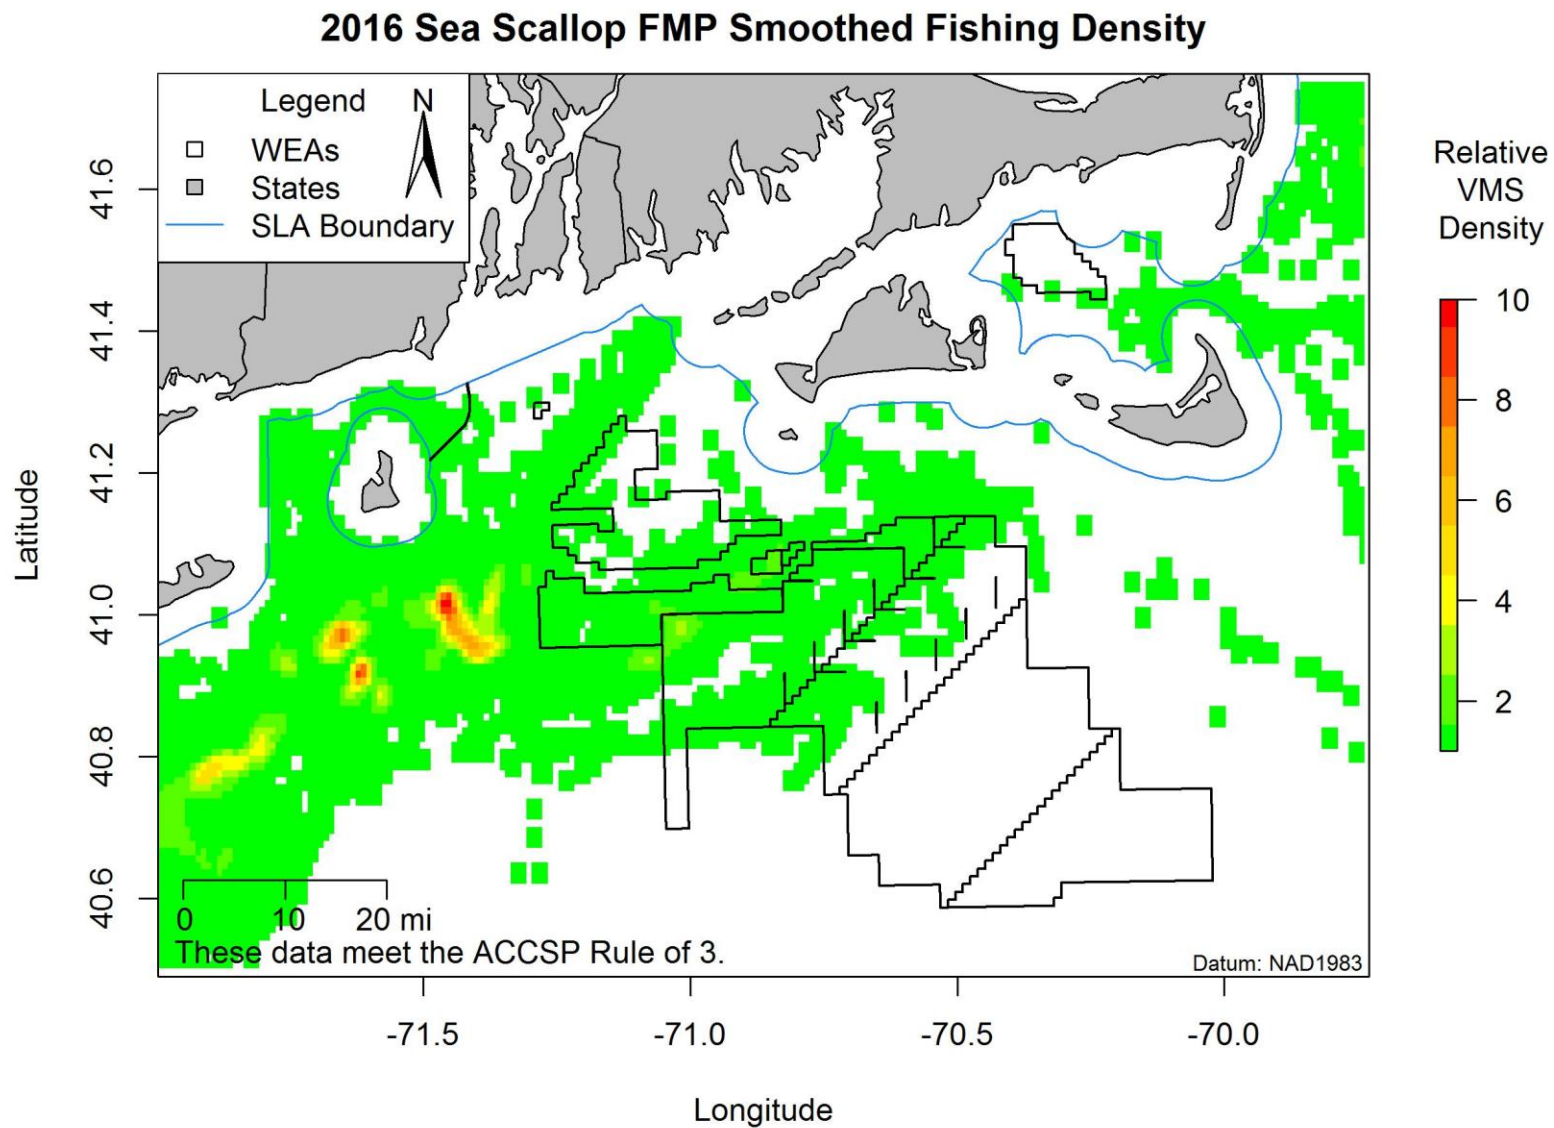 2016 Sea Scallop FMP Smoothed Fishing Density
Legend
N
WEAs
States
SLA Boundary
Relative
VMS
Density
10
8
6
4
2
Latitude
41.6
41.4
41.2
41.0
40.8
40.6
0 10 20 mi
These data meet the ACCSP Rule of 3.
Datum: NAD1983
-71.5 -71.0 -70.5 -70.0
Longitude